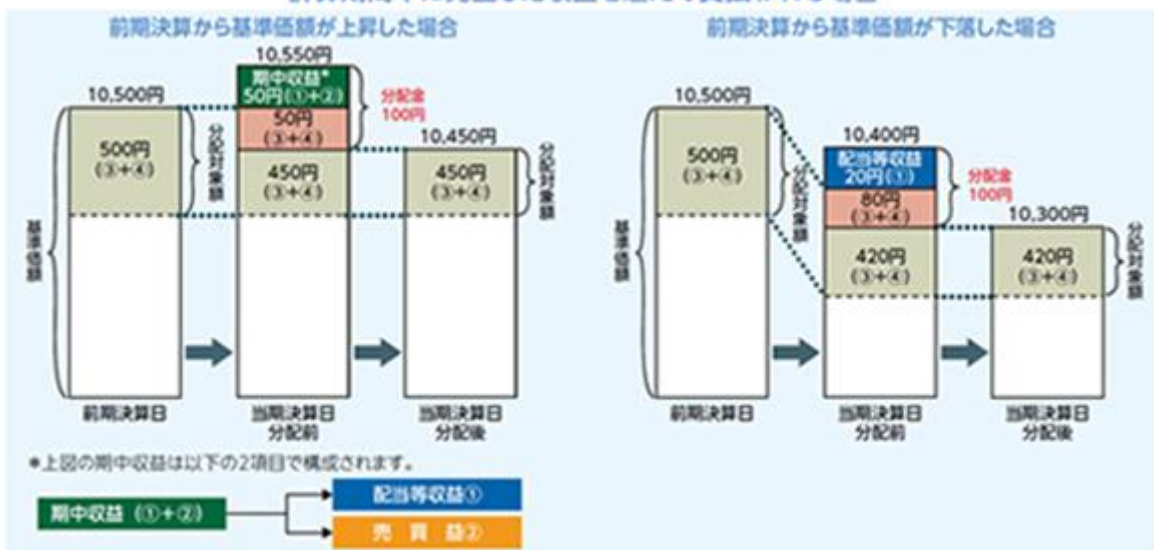 前期決算から基準価額が上昇した場合
前期決算から基準価額が下落した場合
10,500円
500円
(③+④)
分配対象額
基準価額
10,550円
期中収益*
50円(①+②)
50円
(③+④)
450円
(③+④)
分配金
100円
10,450円
450円
(③+④)
分配対象額
前期決算日
当期決算日
分配前
当期決算日
分配後
10,500円
500円
(③+④)
分配対象額
基準価額
10,400円
配当等収益
20円(①)
80円
(③+④)
420円
(③+④)
分配金
100円
10,300円
420円
(③+④)
分配対象額
前期決算日
当期決算日
分配前
当期決算日
分配後
*上図の期中収益は以下の2項目で構成されます。
期中収益 (①+②)
配当等収益①
売 買 益②